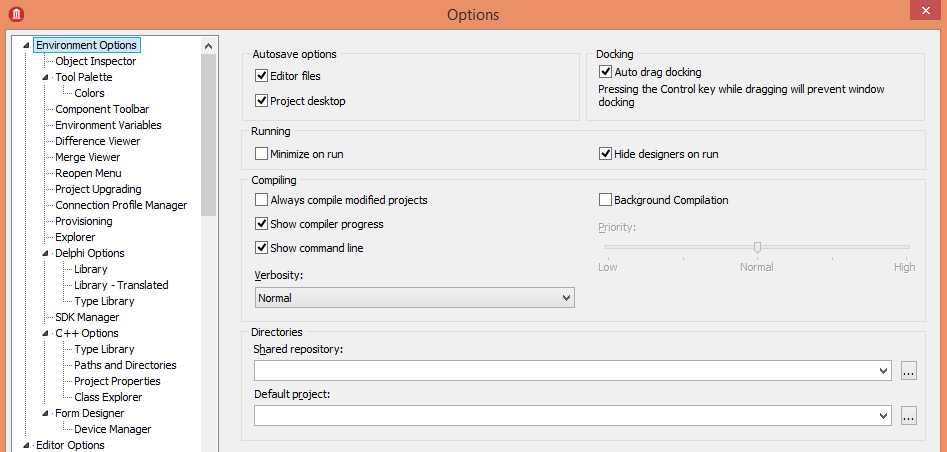 Options
Environment Options
Object Inspector
Tool Palette
Colors
Component Toolbar
Environment Variables
Difference Viewer
Merge Viewer
Reopen Menu
Project Upgrading
Connection Profile Manager
Provisioning
Explorer
Delphi Options
Library
Library - Translated
Type Library
SDK Manager
C++ Options
Type Library
Paths and Directories
Project Properties
Class Explorer
Form Designer
Device Manager
Editor Options
Autosave options
Editor files
Project desktop
Docking
Auto drag docking
Pressing the Control key while dragging will prevent window
docking
Running
Minimize on run
Hide designers on run
Compiling
Always compile modified projects
Show compiler progress
Show command line
Verbosity:
Normal
Background Compilation
Priority:
Low Normal High
Directories
Shared repository:
...
Default project:
...